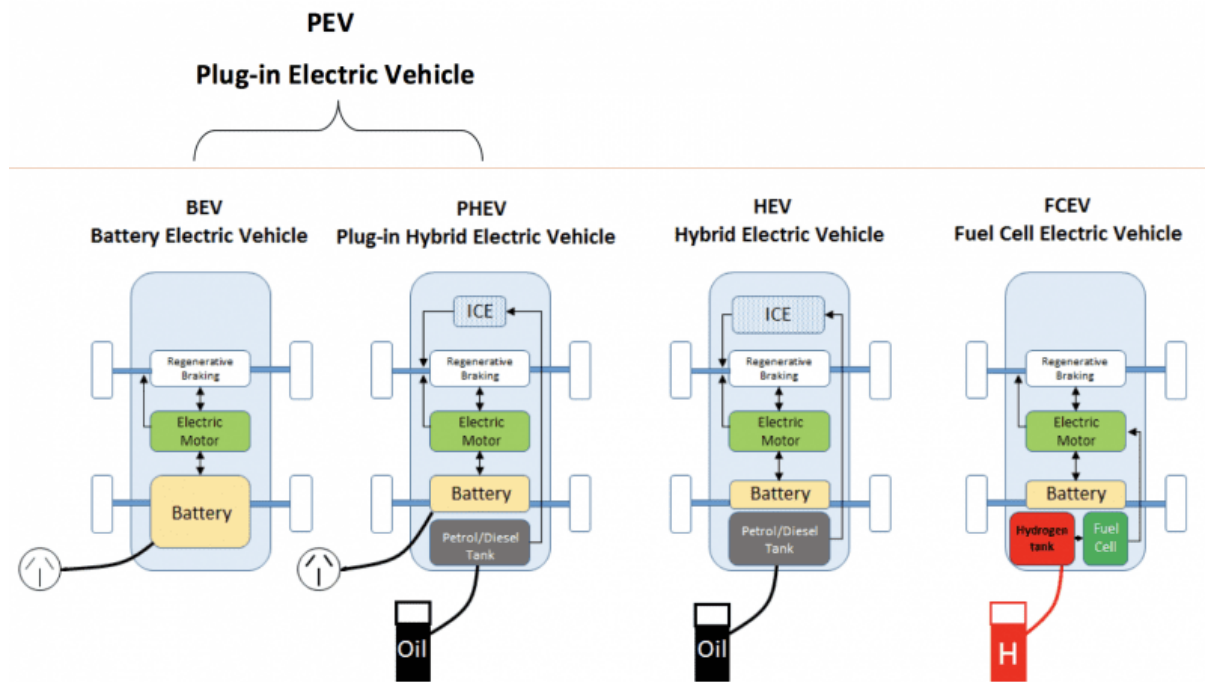 PEV
Plug-in Electric Vehicle
BEV
Battery Electric Vehicle
PHEV
Plug-in Hybrid Electric Vehicle
HEV
Hybrid Electric Vehicle
FCEV
Fuel Cell Electric Vehicle
Regenerative
Braking
Electric
Motor
Battery
ICE
Regenerative
Braking
Electric
Motor
Battery
Petrol/Diesel
Tank
Oil
ICE
Regenerative
Braking
Electric
Motor
Battery
Petrol/Diesel
Tank
Oil
Regenerative
Braking
Electric
Motor
Battery
Hydrogen
tank
Fuel
Cell
H